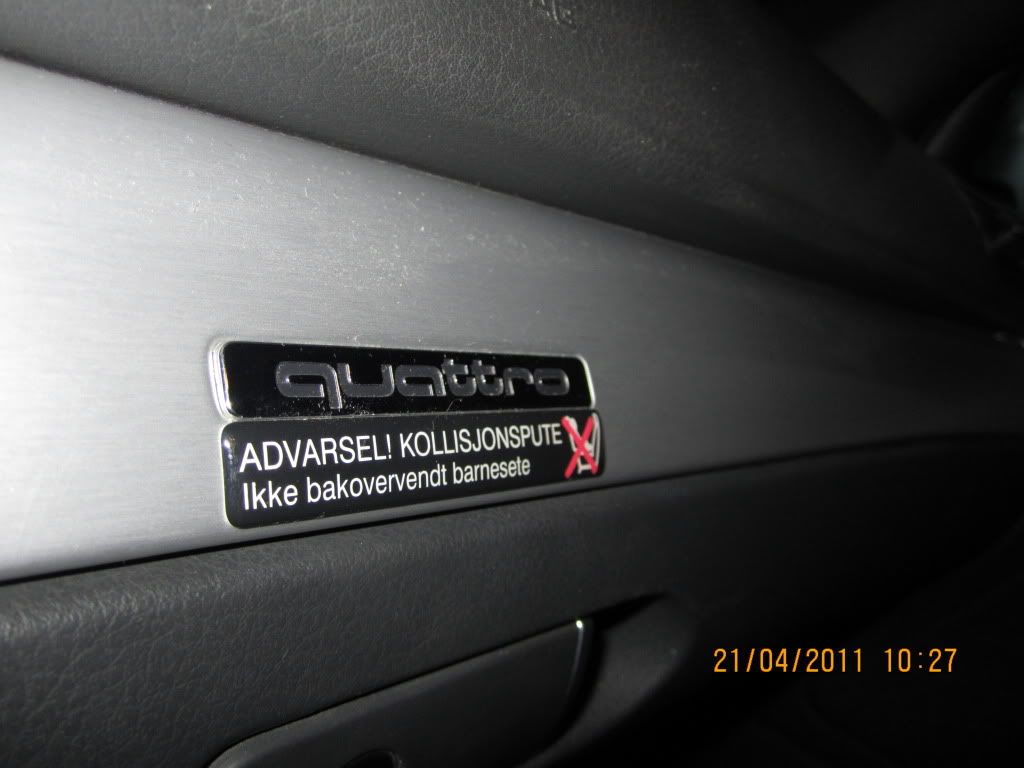 quattro
ADVARSEL! KOLLISJONSPUTE
Ikke bakovervendt barnesete
21/04/2011 10:27